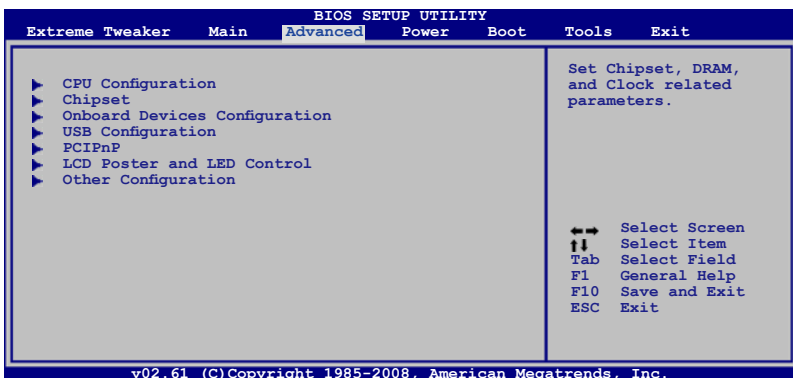 BIOS SETUP UTILITY
Extreme Tweaker Main Advanced Power Boot Tools Exit
CPU Configuration
Chipset
Onboard Devices Configuration
USB Configuration
PCIPnP
LCD Poster and LED Control
Other Configuration
Set Chipset, DRAM,
and Clock related
parameters.
Select Screen
Select Item
Tab Select Field
F1 General Help
F10 Save and Exit
ESC Exit
v02.61 (C)Copyright 1985-2008, American Megatrends, Inc.